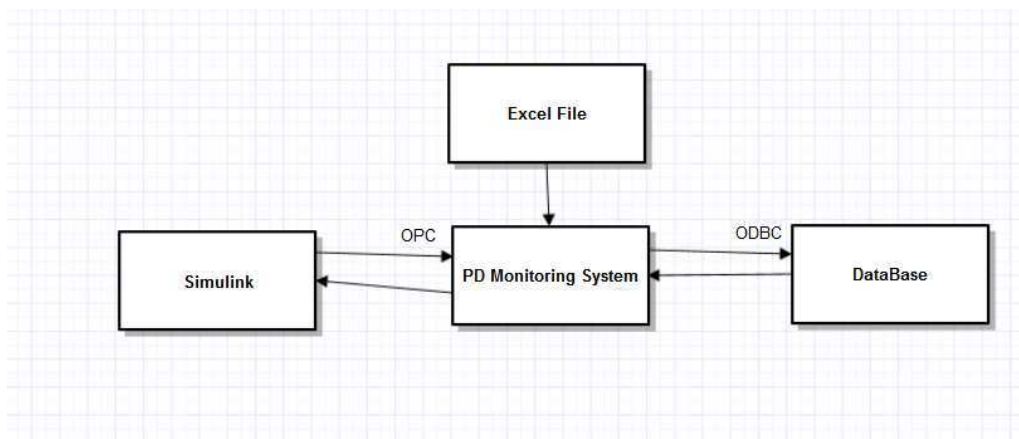 Excel File
OPC
ODBC
Simulink
PD Monitoring System
DataBase